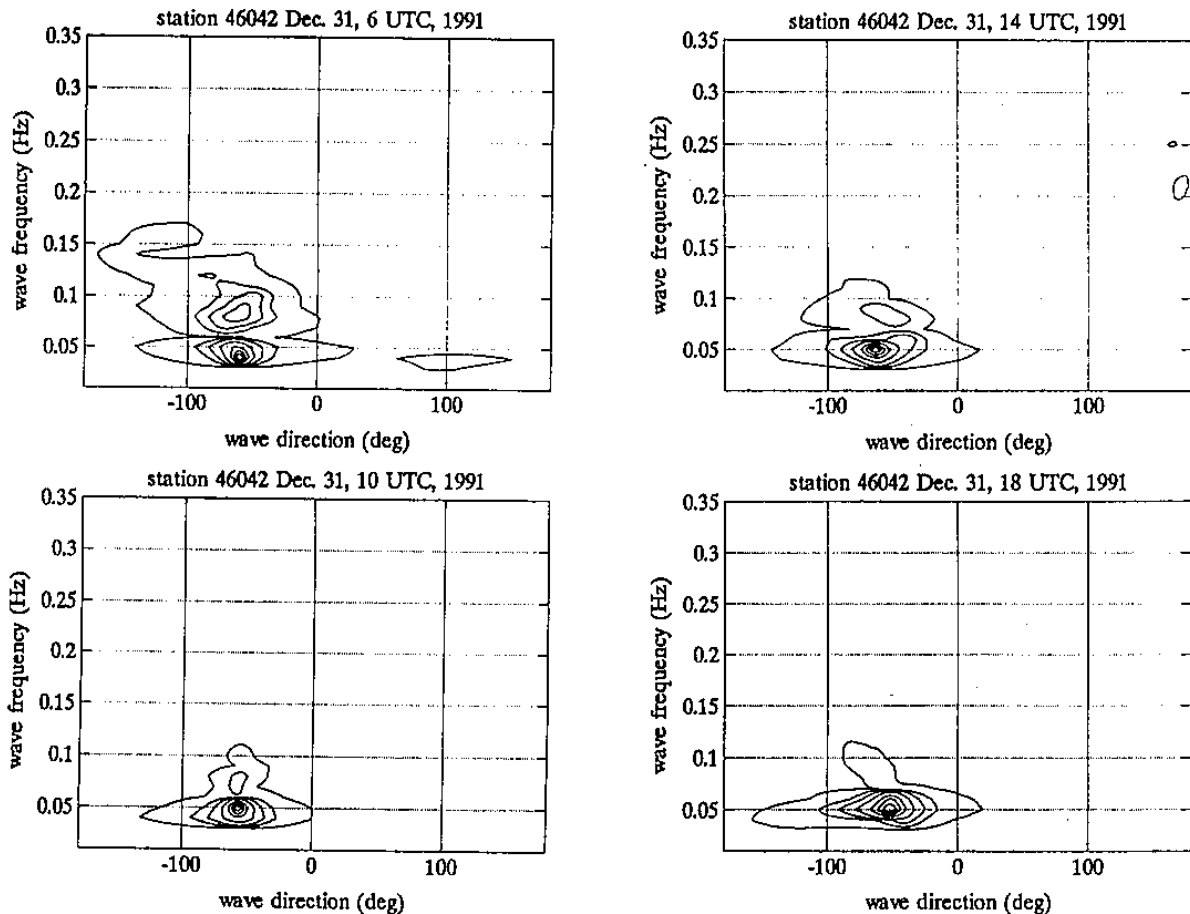 station 46042 Dec. 31, 6 UTC, 1991
0.35
0.3
0.25
0.2
0.15
0.1
0.05
wave frequency (Hz)
-100 0 100
wave direction (deg)
station 46042 Dec. 31, 14 UTC, 1991
0.35
0.3
0.25
0.2
0.15
0.1
0.05
wave frequency (Hz)
-100 0 100
wave direction (deg)
station 46042 Dec. 31, 10 UTC, 1991
0.35
0.3
0.25
0.2
0.15
0.1
0.05
wave frequency (Hz)
-100 0 100
wave direction (deg)
station 46042 Dec. 31, 18 UTC, 1991
0.35
0.3
0.25
0.2
0.15
0.1
0.05
wave frequency (Hz)
-100 0 100
wave direction (deg)